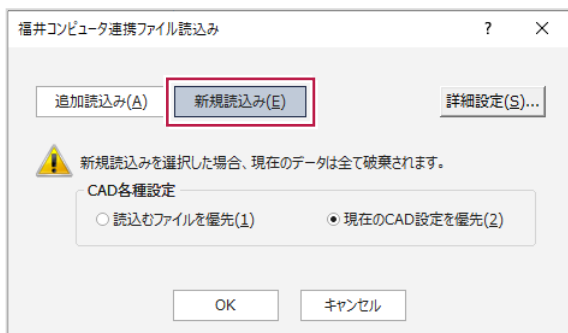 福井コンピュータ連携ファイル読込み
追加読込み(A) 新規読込み(E) 詳細設定(S)...
新規読込みを選択した場合、現在のデータは全て破棄されます。
CAD各種設定
読込むファイルを優先(1) 現在のCAD設定を優先(2)
OK キャンセル